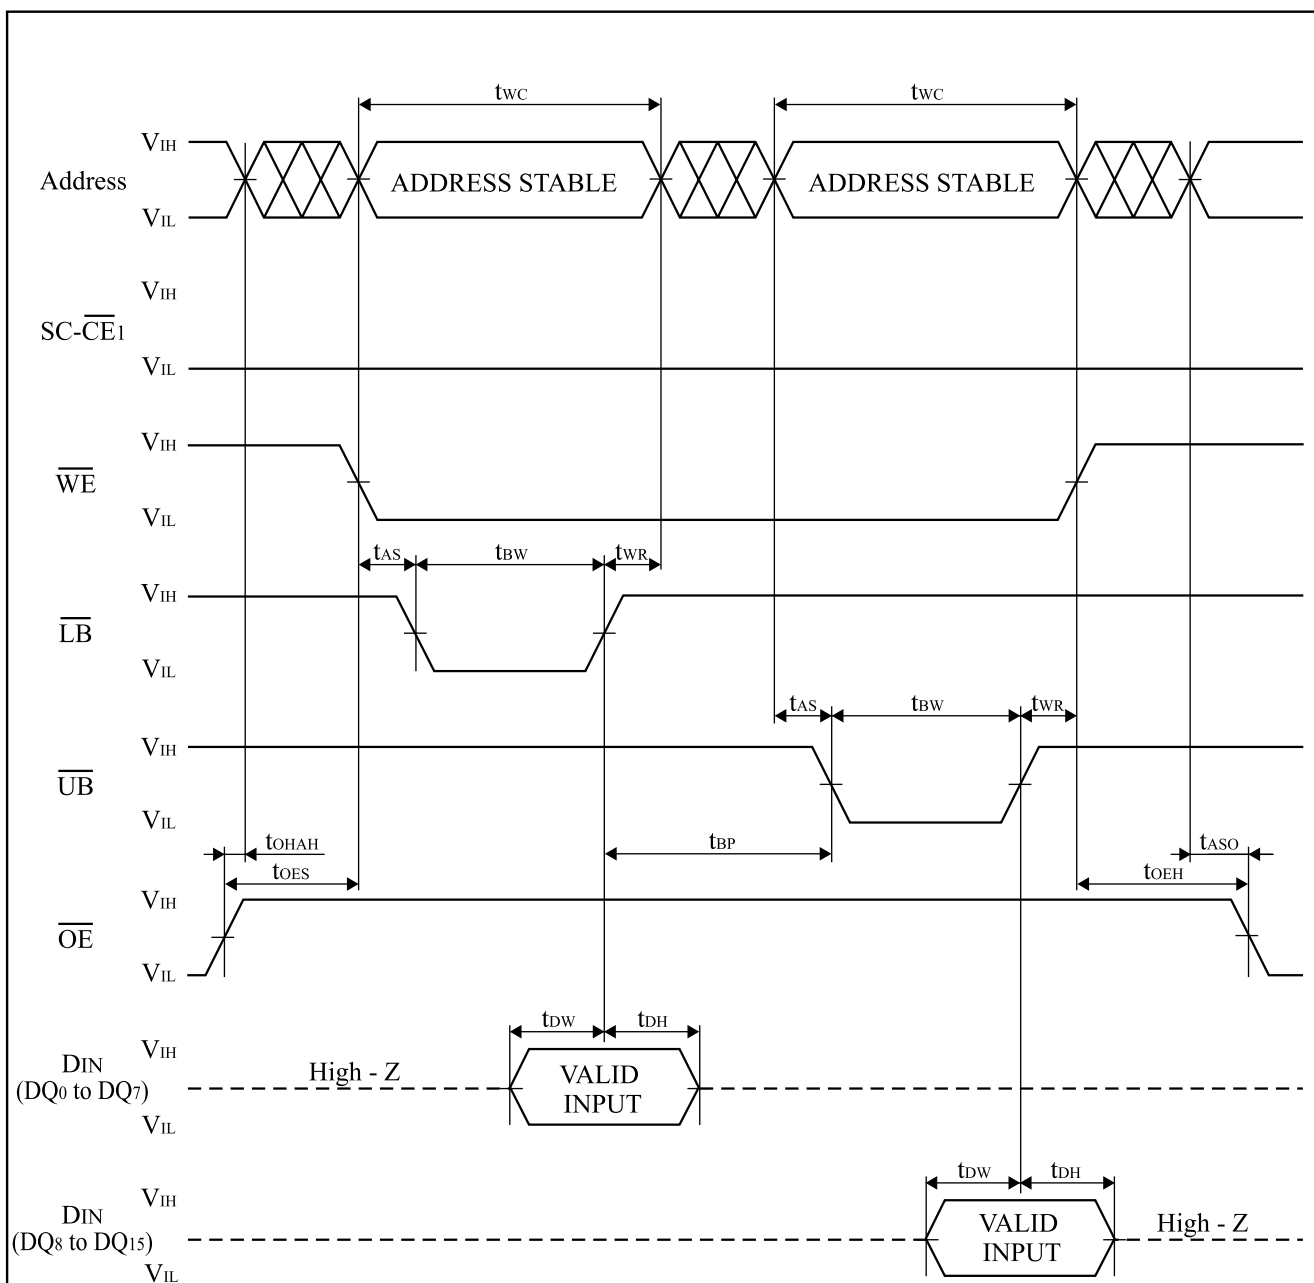 tWC tWC
VIH
Address ADDRESS STABLE ADDRESS STABLE
VIL
VIH
SC-CE1
VIL
VIH
WE
VIL
tAS tBW tWR
VIH
LB
VIL
tAS tBW tWR
VIH
UB
VIL
tOHAH tBP tASO
tOES tOEH
VIH
OE
VIL
tDW tDH
VIH
DIN High - Z VALID
(DQ0 to DQ7) INPUT
VIL
tDW tDH
VIH
DIN VALID High - Z
(DQ8 to DQ15) INPUT
VIL